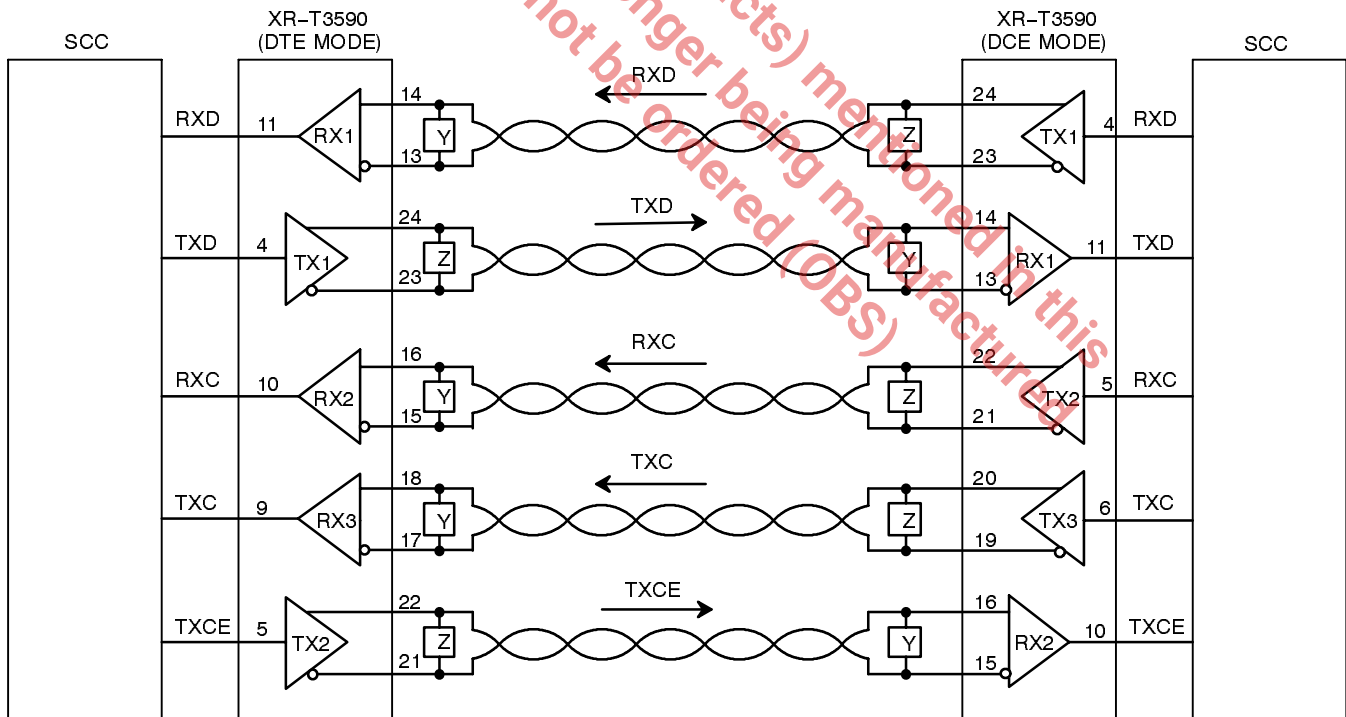 XR–T3590
(DTE MODE)
XR–T3590
(DCE MODE)
SCC
SCC
RXD
11
RX1
14
13
Y
RXD
Z
24
23
TX1
4
RXD
TXD
4
TX1
24
23
Z
TXD
Y
14
13
RX1
11
TXD
RXC
10
RX2
16
15
Y
RXC
Z
22
21
TX2
5
RXC
TXC
9
RX3
18
17
Y
TXC
Z
20
19
TX3
6
TXC
TXCE
5
TX2
22
21
Z
TXCE
Y
16
15
RX2
10
TXCE
cts) mentioned in this
nger being manufactured
not be ordered (OBS)